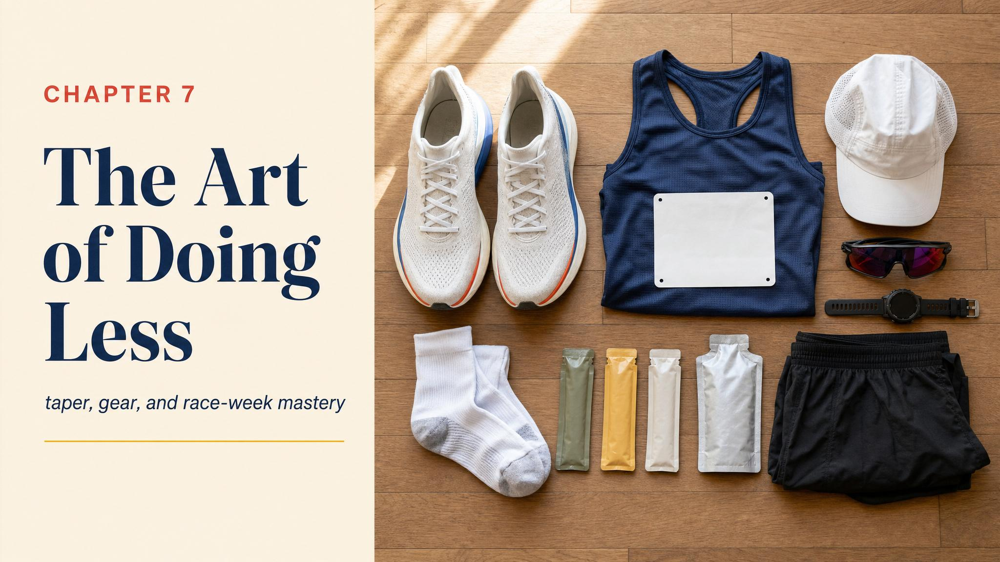 CHAPTER 7
The Art
of Doing
Less
taper, gear, and race-week mastery